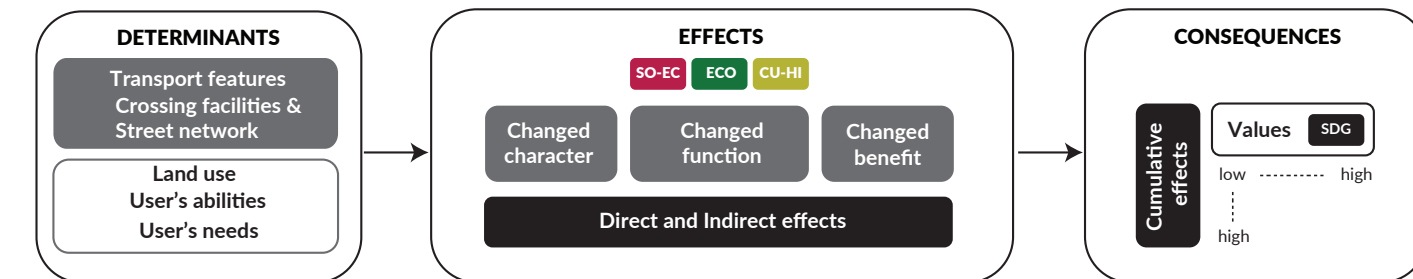 DETERMINANTS
Transport features
Crossing facilities &
Street network
Land use
User's abilities
User's needs
EFFECTS
SO-EC ECO CU-HI
Changed
character
Changed
function
Changed
benefit
Direct and Indirect effects
CONSEQUENCES
Cumulative
effects
Values SDG
low high
high